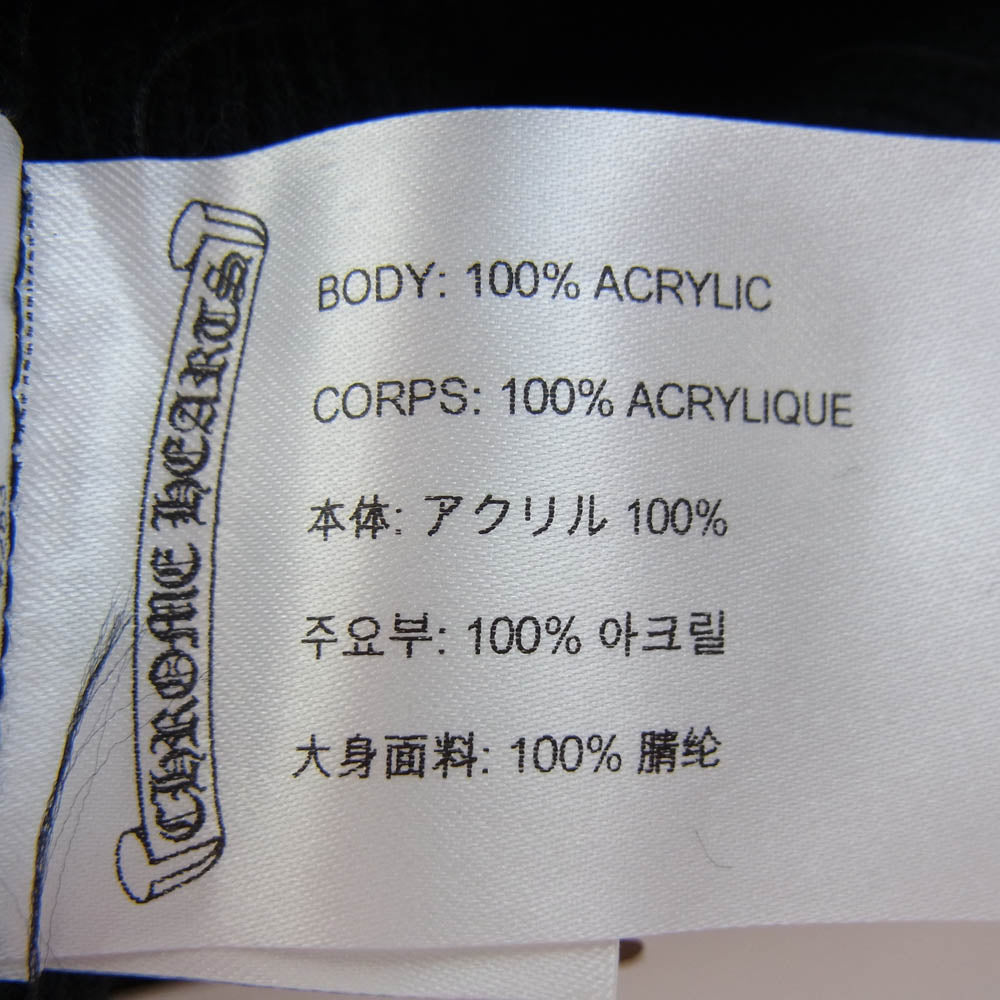 CHROME HEARTS
BODY: 100% ACRYLIC
CORPS: 100% ACRYLIQUE
本体: アクリル 100%
주요부: 100% 아크릴
大身面料: 100% 腈纶